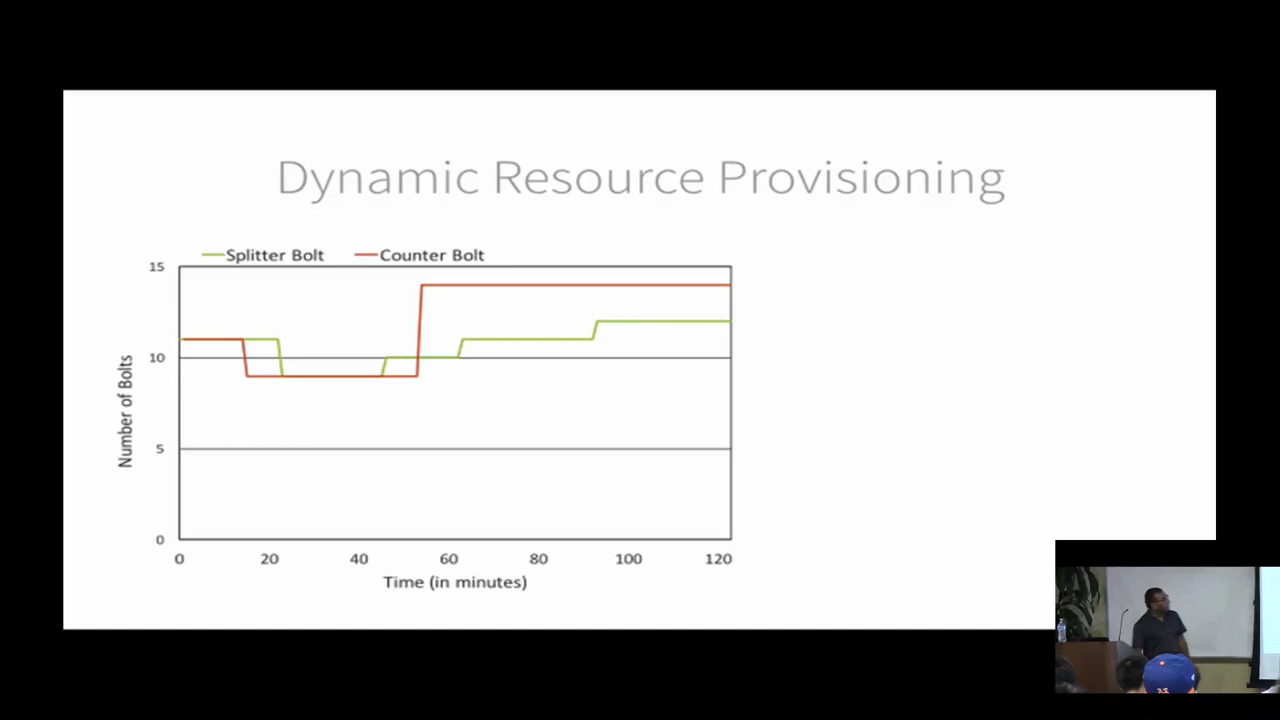 Dynamic Resource Provisioning
Splitter Bolt Counter Bolt
15
10
5
0
Number of Bolts
0 20 40 60 80 100 120
Time (in minutes)